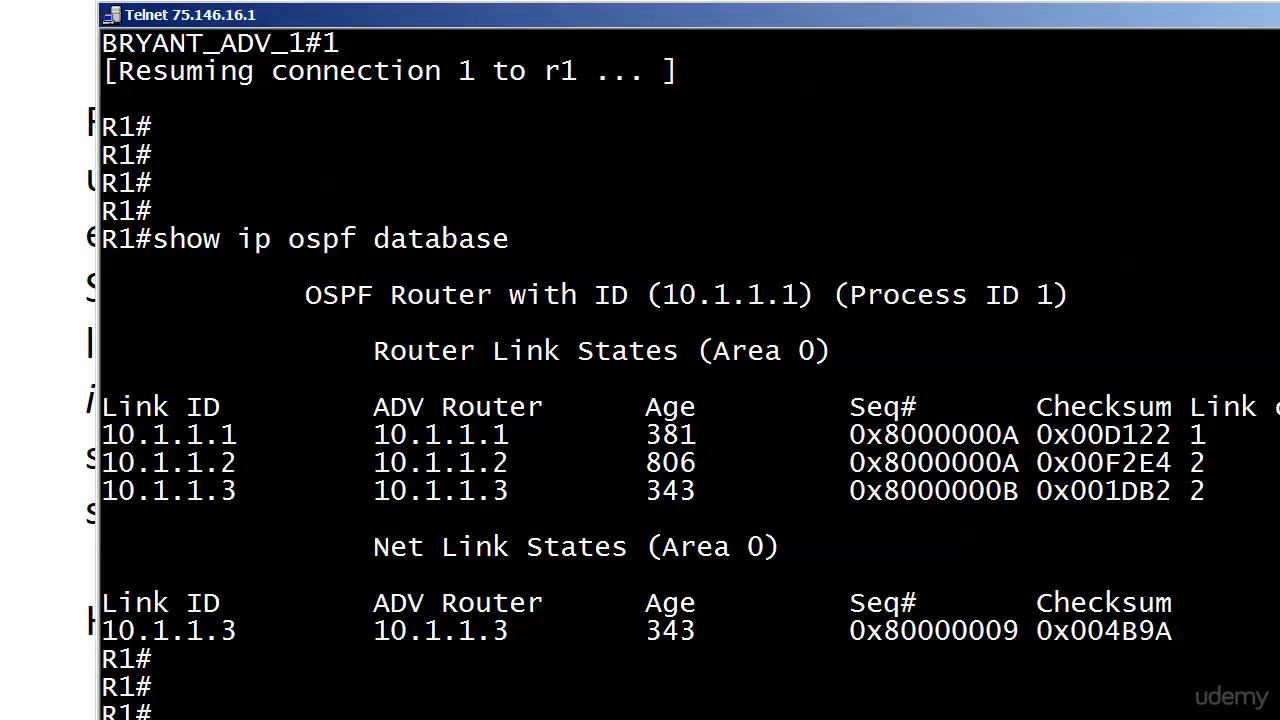 Telnet 75.146.16.1
BRYANT_ADV_1#1
[Resuming connection 1 to r1 ... ]
R1#
R1#
R1#
R1#
R1#show ip ospf database
OSPF Router with ID (10.1.1.1) (Process ID 1)
Router Link States (Area 0)
Link ID ADV Router Age Seq# Checksum Link
10.1.1.1 10.1.1.1 381 0x8000000A 0x00D122 1
10.1.1.2 10.1.1.2 806 0x8000000A 0x00F2E4 2
10.1.1.3 10.1.1.3 343 0x8000000B 0x001DB2 2
Net Link States (Area 0)
Link ID ADV Router Age Seq# Checksum
10.1.1.3 10.1.1.3 343 0x80000009 0x004B9A
R1#
R1#
R1#
udemy